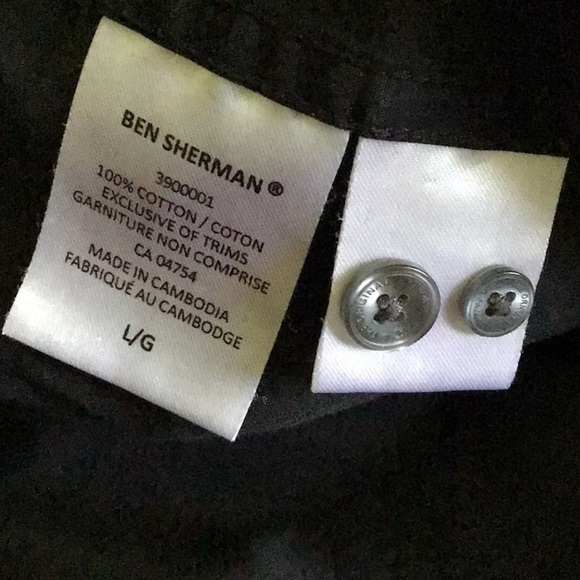 BEN SHERMAN®
3900001
100% COTTON / COTON
EXCLUSIVE OF TRIMS
GARNITURE NON COMPRISE
CA 04754
MADE IN CAMBODIA
FABRIQUÉ AU CAMBODGE
L/G
ORIGINAL